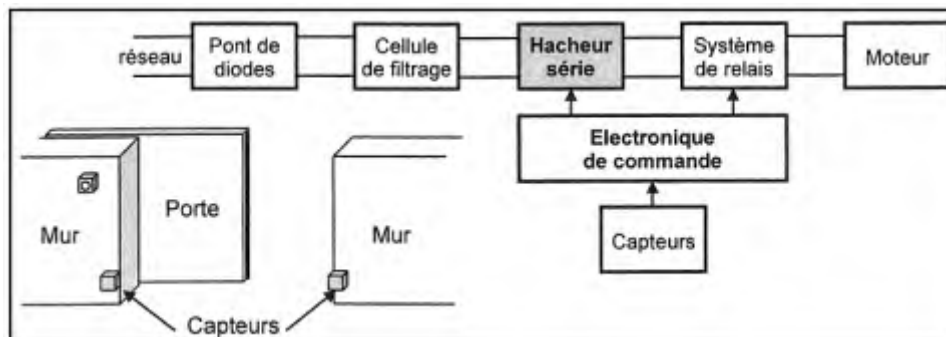 réseau
Pont de
diodes
Cellule
de filtrage
Hacheur
série
Système
de relais
Moteur
Electronique
de commande
Capteurs
Mur
Porte
Mur
Capteurs